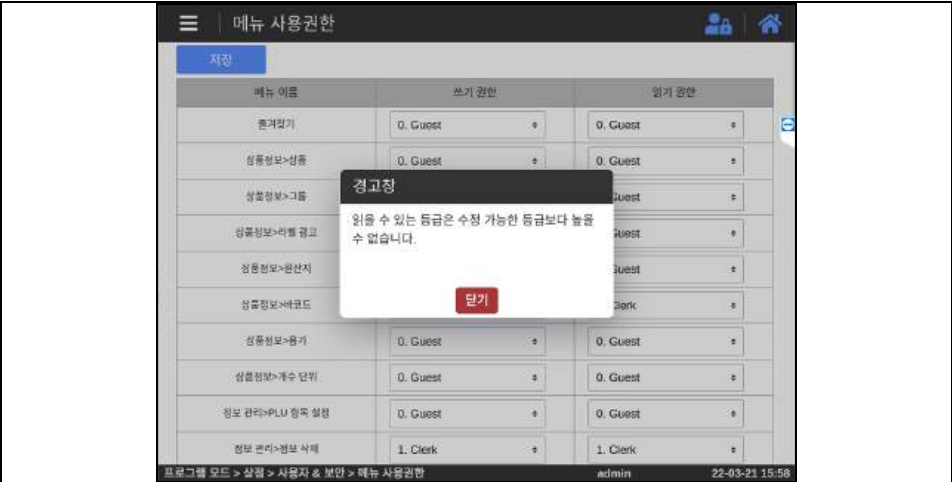 메뉴 사용권한
저장
메뉴 이름 쓰기 권한 읽기 권한
즐겨찾기 0. Guest 0. Guest
상품정보>상품 0. Guest 0. Guest
경고창
상품정보>그룹 Guest
읽을 수 있는 등급은 수정 가능한 등급보다 높을
수 없습니다.
상품정보>라벨 광고 Guest
상품정보>원산지 Guest
닫기
상품정보>바코드 Clerk
상품정보>용기 0. Guest 0. Guest
상품정보>개수 단위 0. Guest 0. Guest
정보 관리>PLU 항목 설정 0. Guest 0. Guest
정보 관리>정보 삭제 1. Clerk 1. Clerk
프로그램 모드 > 상점 > 사용자 & 보안 > 메뉴 사용권한 admin 22-03-21 15:58